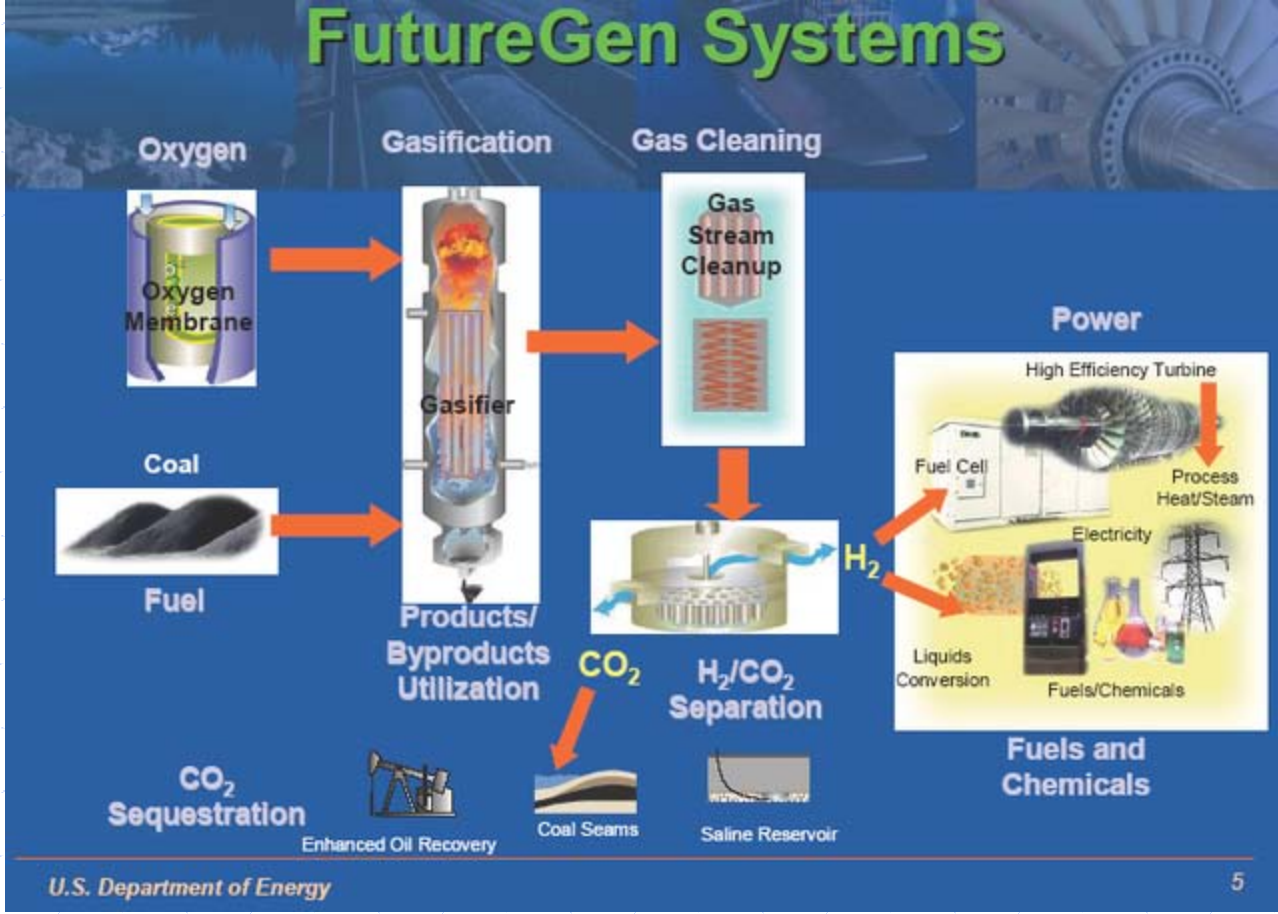 FutureGen Systems
Oxygen
Gasification
Gas Cleaning
Oxygen
Membrane
Gasifier
Gas
Stream
Cleanup
Coal
Fuel
Products/
Byproducts
Utilization
H₂
CO₂
H₂/CO₂
Separation
Power
High Efficiency Turbine
Fuel Cell
Process
Heat/Steam
Electricity
Liquids
Conversion
Fuels/Chemicals
Fuels and
Chemicals
CO₂
Sequestration
Enhanced Oil Recovery
Coal Seams
Saline Reservoir
U.S. Department of Energy
5